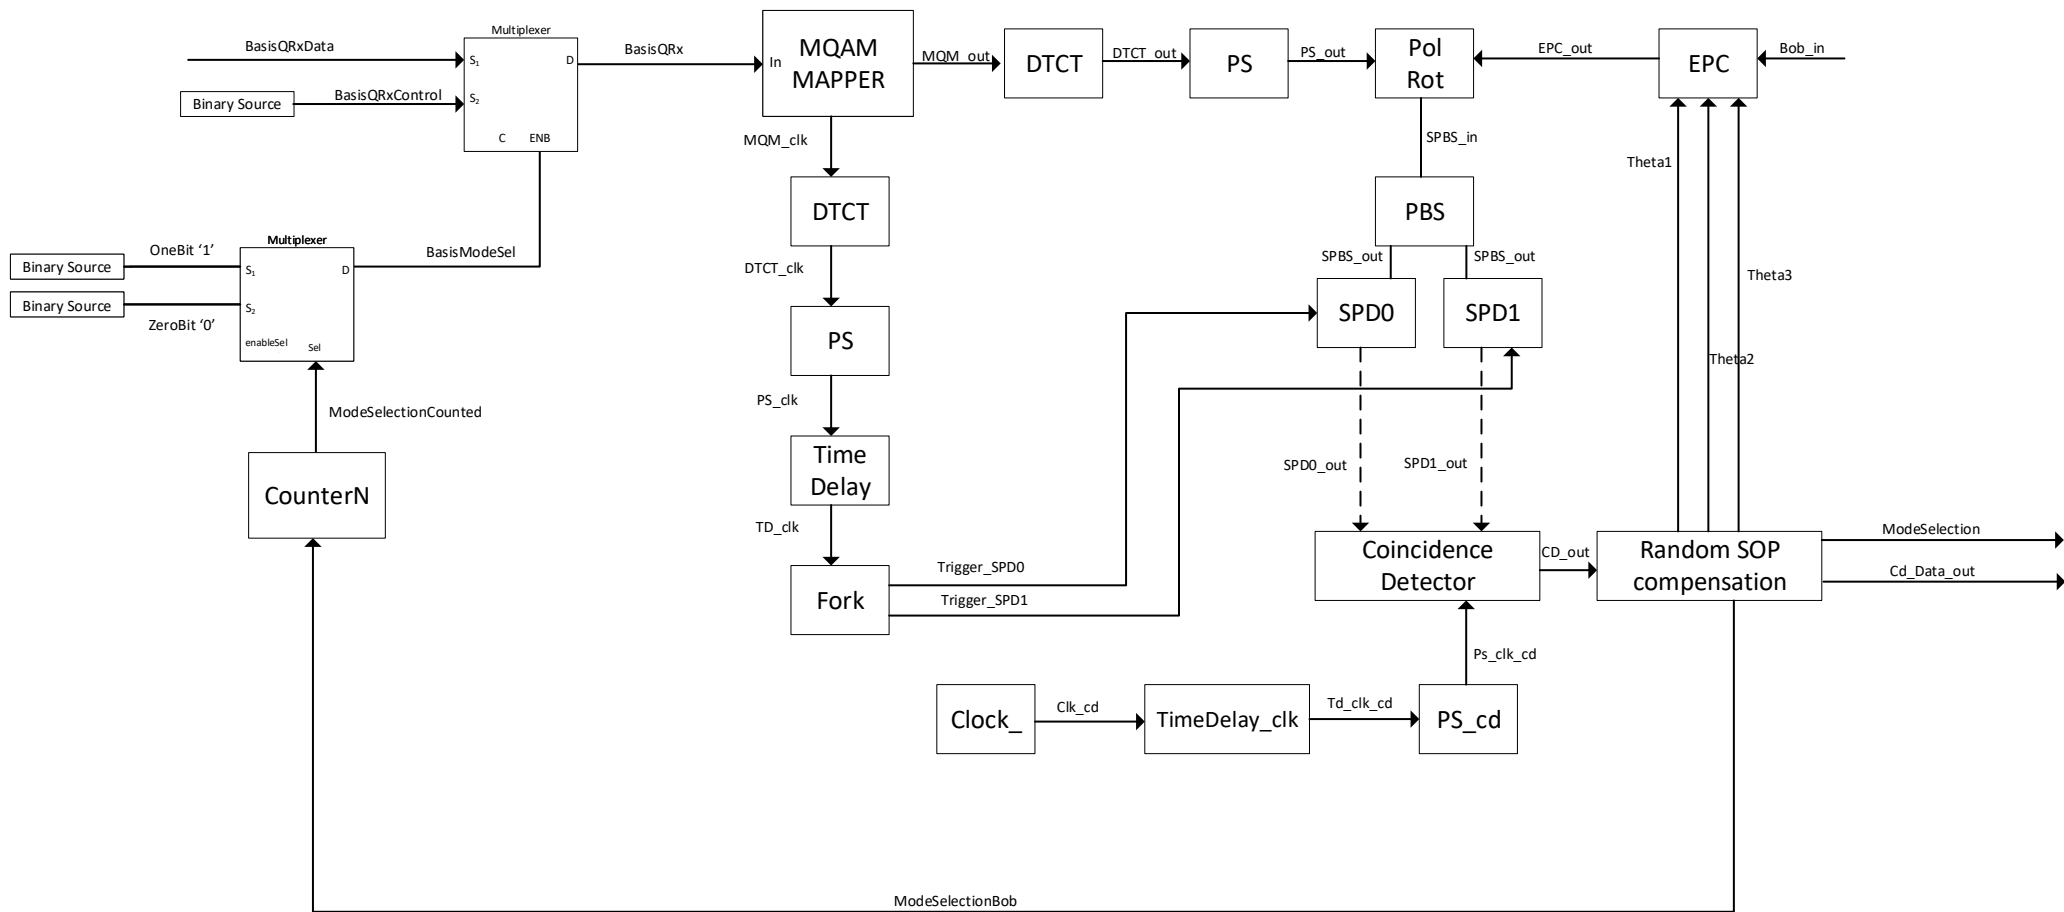 Multiplexer
BasisQRxData
S1
D
BasisQRx
Binary Source
BasisQRxControl
S2
C
ENB
In
MQAM
MAPPER
MQM_out
DTCT
DTCT_out
PS
PS_out
Pol
Rot
EPC_out
EPC
Bob_in
MQM_clk
SPBS_in
Theta1
DTCT
PBS
Multiplexer
OneBit ‘1’
Binary Source
S1
D
BasisModeSel
Binary Source
S2
ZeroBit ‘0’
enableSel
Sel
DTCT_clk
SPBS_out
SPBS_out
Theta3
SPD0
SPD1
PS
Theta2
ModeSelectionCounted
PS_clk
Time
Delay
SPD0_out
SPD1_out
CounterN
TD_clk
Coincidence
Detector
CD_out
Random SOP
compensation
ModeSelection
Cd_Data_out
Fork
Trigger_SPD0
Trigger_SPD1
Ps_clk_cd
Clock_
Clk_cd
TimeDelay_clk
Td_clk_cd
PS_cd
ModeSelectionBob